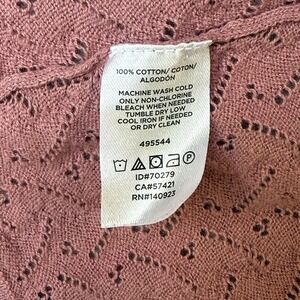 100% COTTON/ COTON/
ALGODÓN
MACHINE WASH COLD
ONLY NON-CHLORINE
BLEACH WHEN NEEDED
TUMBLE DRY LOW
COOL IRON IF NEEDED
OR DRY CLEAN
495544
ID#70279
CA#57421
RN#140923